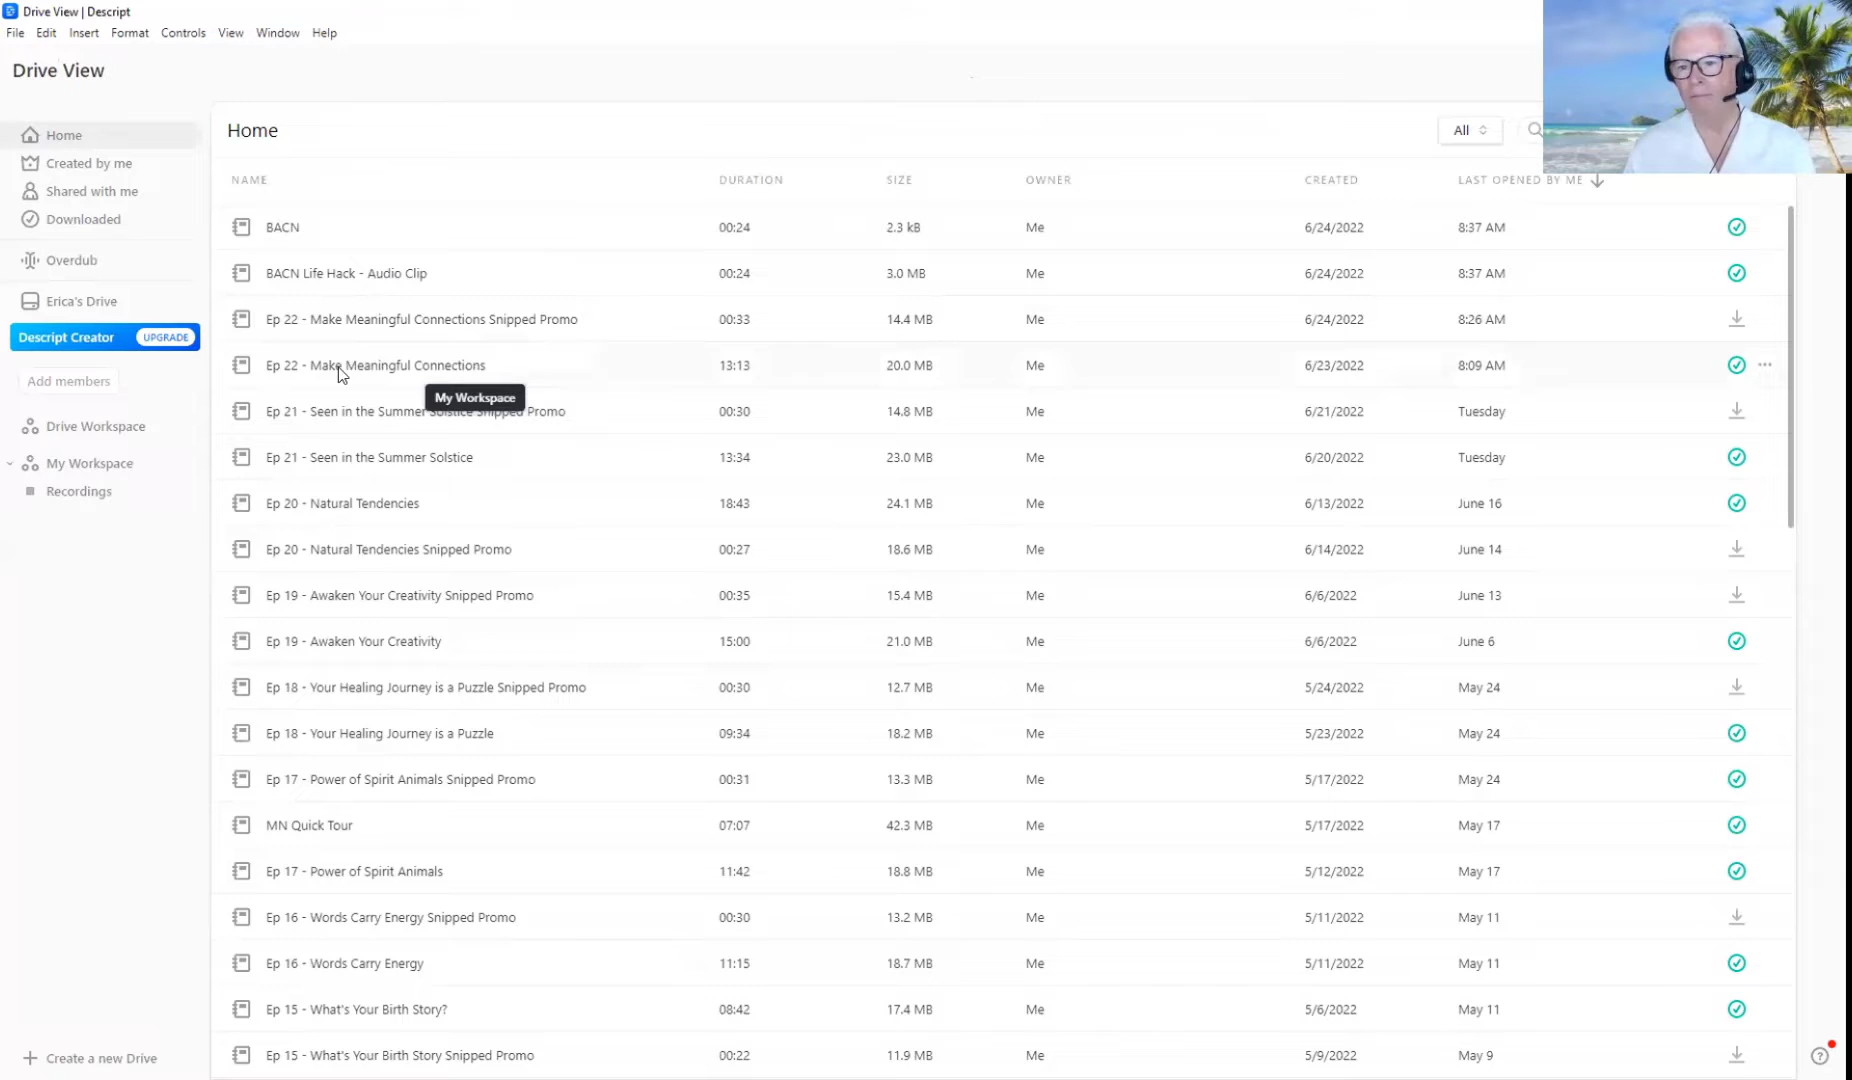 Drive View | Descript
File Edit Insert Format Controls View Window Help
Drive View
Home
Created by me
Shared with me
Downloaded
Overdub
Erica's Drive
Descript Creator UPGRADE
Add members
Drive Workspace
My Workspace
Recordings
Create a new Drive
Home All
NAME DURATION SIZE OWNER CREATED LAST OPENED BY ME
BACN 00:24 2.3 kB Me 6/24/2022 8:37 AM
BACN Life Hack - Audio Clip 00:24 3.0 MB Me 6/24/2022 8:37 AM
Ep 22 - Make Meaningful Connections Snipped Promo 00:33 14.4 MB Me 6/24/2022 8:26 AM
Ep 22 - Make Meaningful Connections 13:13 20.0 MB Me 6/23/2022 8:09 AM
My Workspace
Ep 21 - Seen in the Summer Solstice Snipped Promo 00:30 14.8 MB Me 6/21/2022 Tuesday
Ep 21 - Seen in the Summer Solstice 13:34 23.0 MB Me 6/20/2022 Tuesday
Ep 20 - Natural Tendencies 18:43 24.1 MB Me 6/13/2022 June 16
Ep 20 - Natural Tendencies Snipped Promo 00:27 18.6 MB Me 6/14/2022 June 14
Ep 19 - Awaken Your Creativity Snipped Promo 00:35 15.4 MB Me 6/6/2022 June 13
Ep 19 - Awaken Your Creativity 15:00 21.0 MB Me 6/6/2022 June 6
Ep 18 - Your Healing Journey is a Puzzle Snipped Promo 00:30 12.7 MB Me 5/24/2022 May 24
Ep 18 - Your Healing Journey is a Puzzle 09:34 18.2 MB Me 5/23/2022 May 24
Ep 17 - Power of Spirit Animals Snipped Promo 00:31 13.3 MB Me 5/17/2022 May 24
MN Quick Tour 07:07 42.3 MB Me 5/17/2022 May 17
Ep 17 - Power of Spirit Animals 11:42 18.8 MB Me 5/12/2022 May 17
Ep 16 - Words Carry Energy Snipped Promo 00:30 13.2 MB Me 5/11/2022 May 11
Ep 16 - Words Carry Energy 11:15 18.7 MB Me 5/11/2022 May 11
Ep 15 - What's Your Birth Story? 08:42 17.4 MB Me 5/6/2022 May 11
Ep 15 - What's Your Birth Story Snipped Promo 00:22 11.9 MB Me 5/9/2022 May 9